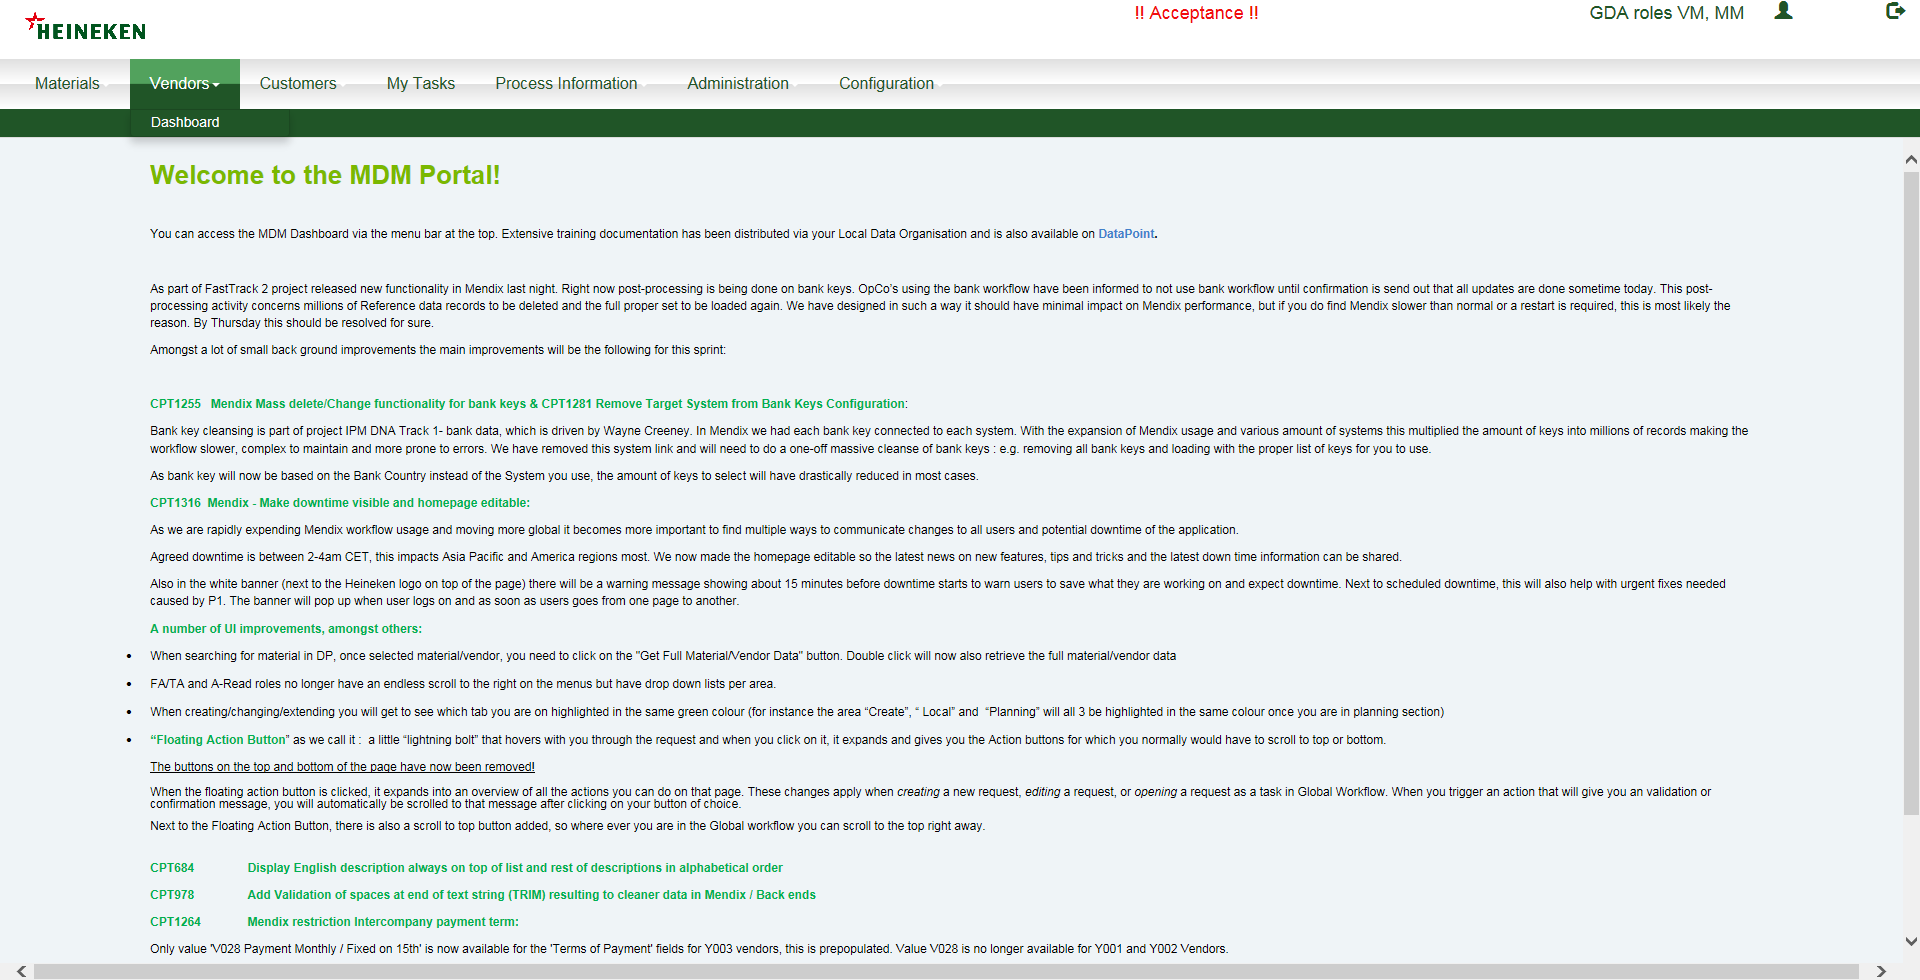 HEINEKEN
!! Acceptance !!
GDA roles VM, MM
Materials Vendors Customers My Tasks Process Information Administration Configuration
Dashboard
Welcome to the MDM Portal!
You can access the MDM Dashboard via the menu bar at the top. Extensive training documentation has been distributed via your Local Data Organisation and is also available on DataPoint.
As part of FastTrack 2 project released new functionality in Mendix last night. Right now post-processing is being done on bank keys. OpCo's using the bank workflow have been informed to not use bank workflow until confirmation is send out that all updates are done sometime today. This post-
processing activity concerns millions of Reference data records to be deleted and the full proper set to be loaded again. We have designed in such a way it should have minimal impact on Mendix performance, but if you do find Mendix slower than normal or a restart is required, this is most likely the
reason. By Thursday this should be resolved for sure.
Amongst a lot of small back ground improvements the main improvements will be the following for this sprint:
CPT1255 Mendix Mass delete/Change functionality for bank keys & CPT1281 Remove Target System from Bank Keys Configuration:
Bank key cleansing is part of project IPM DNA Track 1- bank data, which is driven by Wayne Creeney. In Mendix we had each bank key connected to each system. With the expansion of Mendix usage and various amount of systems this multiplied the amount of keys into millions of records making the
workflow slower, complex to maintain and more prone to errors. We have removed this system link and will need to do a one-off massive cleanse of bank keys : e.g. removing all bank keys and loading with the proper list of keys for you to use.
As bank key will now be based on the Bank Country instead of the System you use, the amount of keys to select will have drastically reduced in most cases.
CPT1316 Mendix - Make downtime visible and homepage editable:
As we are rapidly expending Mendix workflow usage and moving more global it becomes more important to find multiple ways to communicate changes to all users and potential downtime of the application.
Agreed downtime is between 2-4am CET, this impacts Asia Pacific and America regions most. We now made the homepage editable so the latest news on new features, tips and tricks and the latest down time information can be shared.
Also in the white banner (next to the Heineken logo on top of the page) there will be a warning message showing about 15 minutes before downtime starts to warn users to save what they are working on and expect downtime. Next to scheduled downtime, this will also help with urgent fixes needed
caused by P1. The banner will pop up when user logs on and as soon as users goes from one page to another.
A number of UI improvements, amongst others:
• When searching for material in DP, once selected material/vendor, you need to click on the "Get Full Material/Vendor Data" button. Double click will now also retrieve the full material/vendor data
• FA/TA and A-Read roles no longer have an endless scroll to the right on the menus but have drop down lists per area.
• When creating/changing/extending you will get to see which tab you are on highlighted in the same green colour (for instance the area “Create”, “ Local” and “Planning” will all 3 be highlighted in the same colour once you are in planning section)
• “Floating Action Button” as we call it : a little “lightning bolt” that hovers with you through the request and when you click on it, it expands and gives you the Action buttons for which you normally would have to scroll to top or bottom.
The buttons on the top and bottom of the page have now been removed!
When the floating action button is clicked, it expands into an overview of all the actions you can do on that page. These changes apply when creating a new request, editing a request, or opening a request as a task in Global Workflow. When you trigger an action that will give you an validation or
confirmation message, you will automatically be scrolled to that message after clicking on your button of choice.
Next to the Floating Action Button, there is also a scroll to top button added, so where ever you are in the Global workflow you can scroll to the top right away.
CPT684 Display English description always on top of list and rest of descriptions in alphabetical order
CPT978 Add Validation of spaces at end of text string (TRIM) resulting to cleaner data in Mendix / Back ends
CPT1264 Mendix restriction Intercompany payment term:
Only value 'V028 Payment Monthly / Fixed on 15th' is now available for the 'Terms of Payment' fields for Y003 vendors, this is prepopulated. Value V028 is no longer available for Y001 and Y002 Vendors.